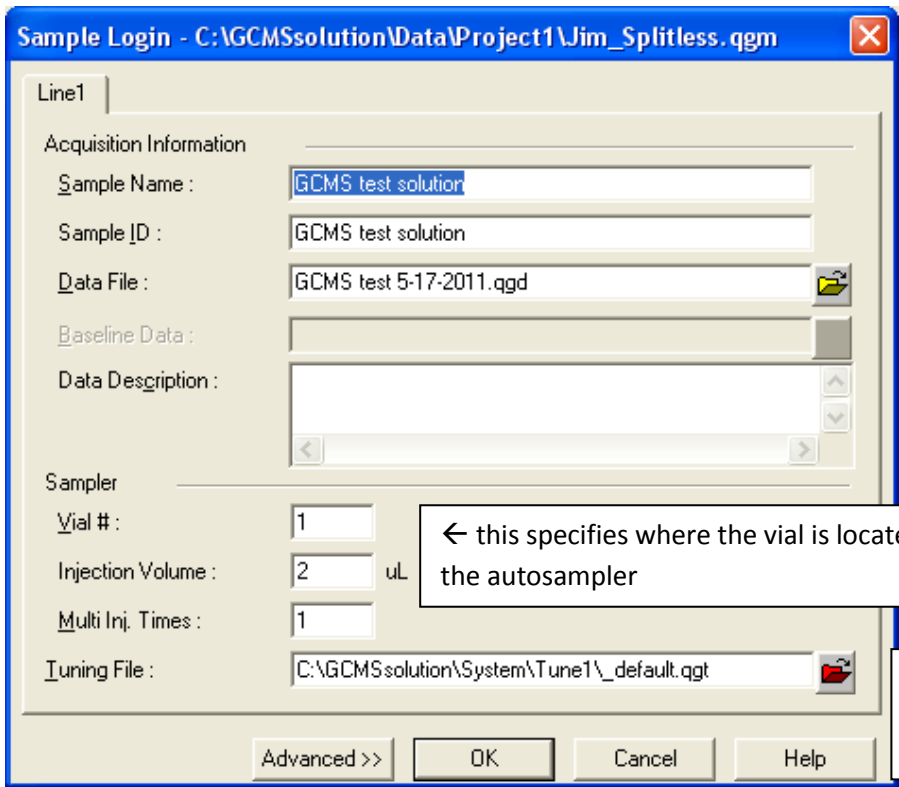 Sample Login - C:\GCMSsolution\Data\Project1\Jim_Splitless.qgm
Line1
Acquisition Information
Sample Name : GCMS test solution
Sample ID : GCMS test solution
Data File : GCMS test 5-17-2011.qgd
Baseline Data :
Data Description :
Sampler
Vial # : 1
Injection Volume : 2 uL
Multi Inj. Times : 1
← this specifies where the vial is locate
the autosampler
Tuning File : C:\GCMSsolution\System\Tune1\_default.qgt
Advanced >> OK Cancel Help